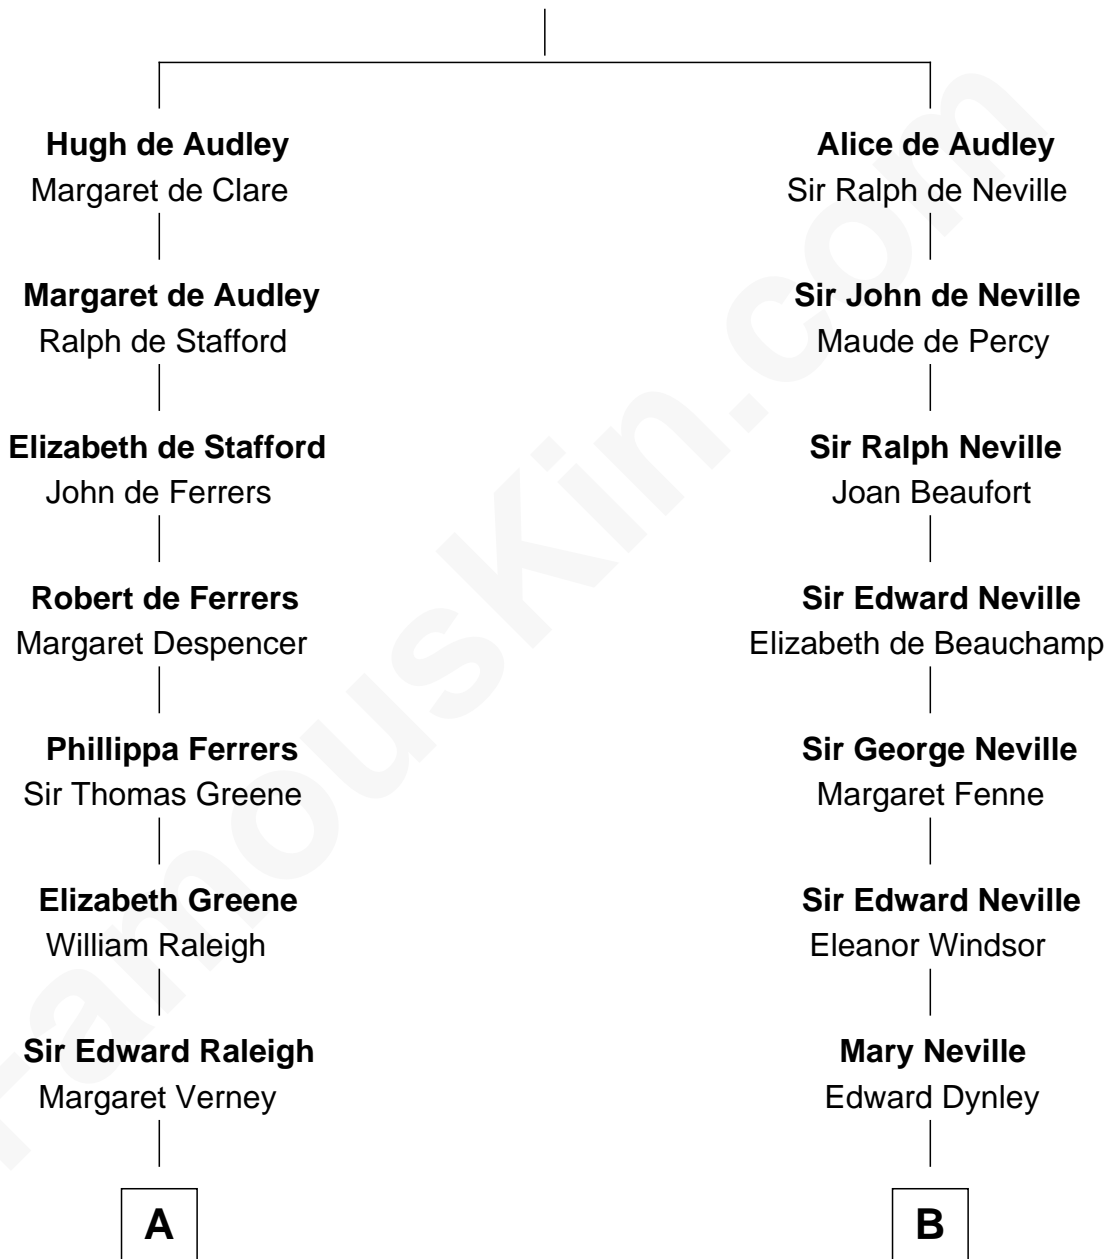 Hugh de Audley
Margaret de Clare
Margaret de Audley
Ralph de Stafford
Elizabeth de Stafford
John de Ferrers
Robert de Ferrers
Margaret Despencer
Phillippa Ferrers
Sir Thomas Greene
Elizabeth Greene
William Raleigh
Sir Edward Raleigh
Margaret Verney
A
Alice de Audley
Sir Ralph de Neville
Sir John de Neville
Maude de Percy
Sir Ralph Neville
Joan Beaufort
Sir Edward Neville
Elizabeth de Beauchamp
Sir George Neville
Margaret Fenne
Sir Edward Neville
Eleanor Windsor
Mary Neville
Edward Dynley
B
FamousKin.com